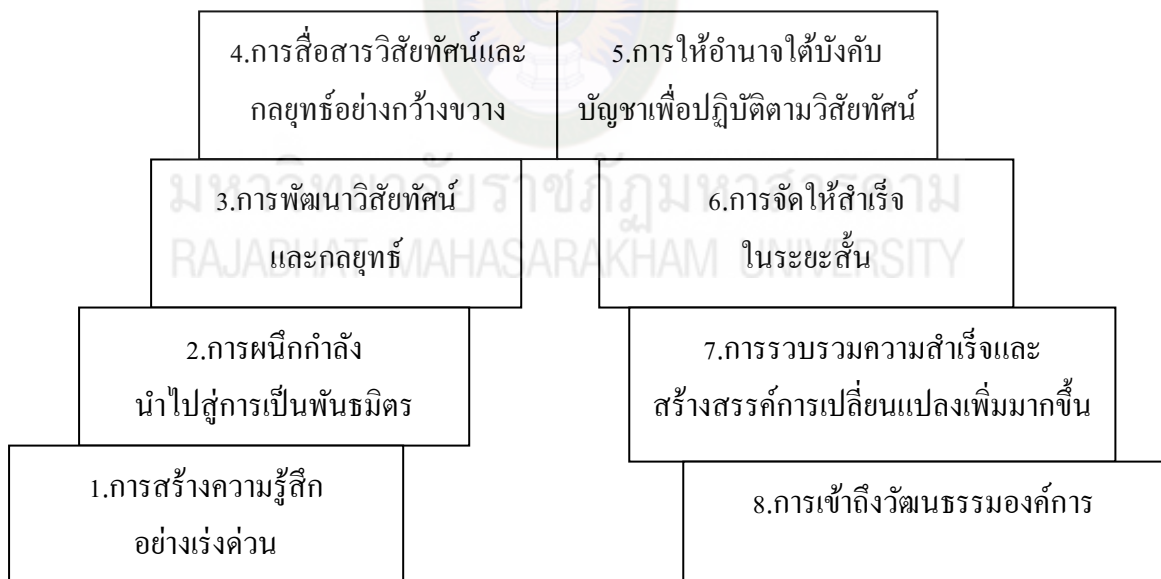 4.การสื่อสารวิสัยทัศน์และ
กลยุทธ์อย่างกว้างขวาง
5.การให้อำนาจใต้บังคับ
บัญชาเพื่อปฏิบัติตามวิสัยทัศน์
3.การพัฒนาวิสัยทัศน์
และกลยุทธ์
6.การจัดให้สำเร็จ
ในระยะสั้น
มหาวิทยาลัยราชภัฏมหาสารคาม
RAJABHAT MAHASARAKHAM UNIVERSITY
2.การผนึกกำลัง
นำไปสู่การเป็นพันธมิตร
7.การรวบรวมความสำเร็จและ
สร้างสรรค์การเปลี่ยนแปลงเพิ่มมากขึ้น
1.การสร้างความรู้สึก
อย่างเร่งด่วน
8.การเข้าถึงวัฒนธรรมองค์การ